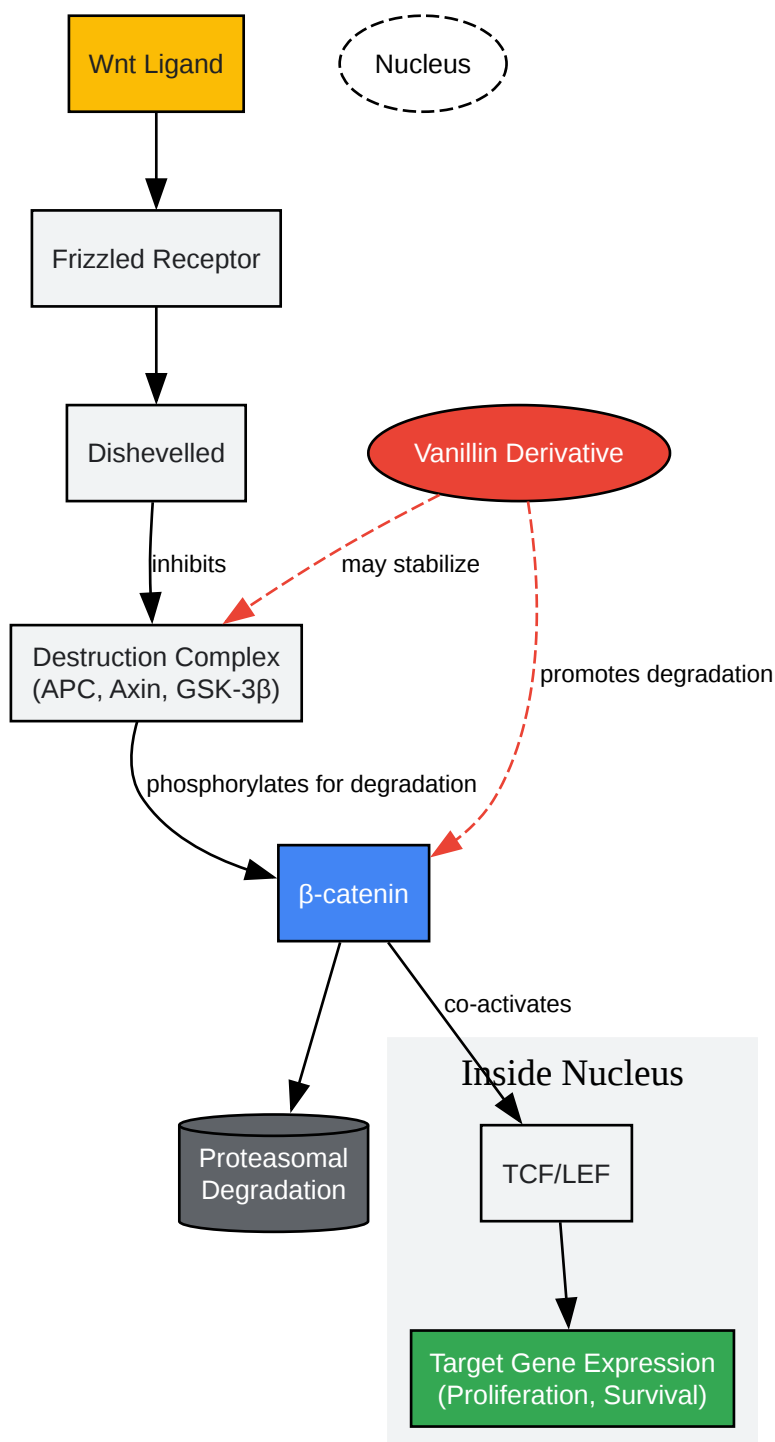 Wnt Ligand
Nucleus
Frizzled Receptor
Dishevelled
Vanillin Derivative
inhibits
may stabilize
Destruction Complex
(APC, Axin, GSK-3β)
promotes degradation
phosphorylates for degradation
β-catenin
co-activates
Inside Nucleus
Proteasomal
Degradation
TCF/LEF
Target Gene Expression
(Proliferation, Survival)